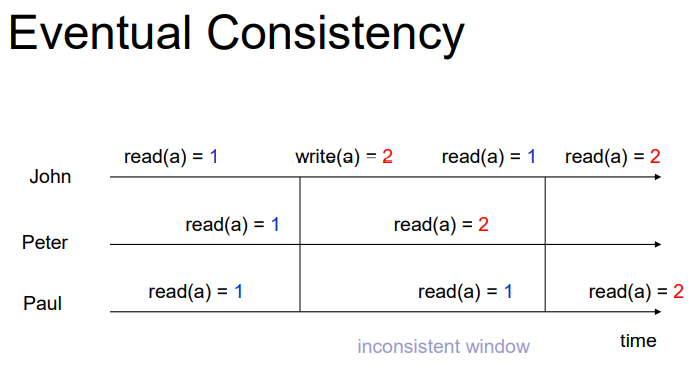 Eventual Consistency
read(a) = 1 write(a) = 2 read(a) = 1 read(a) = 2
John
read(a) = 1 read(a) = 2
Peter
read(a) = 1 read(a) = 1 read(a) = 2
Paul
time
inconsistent window